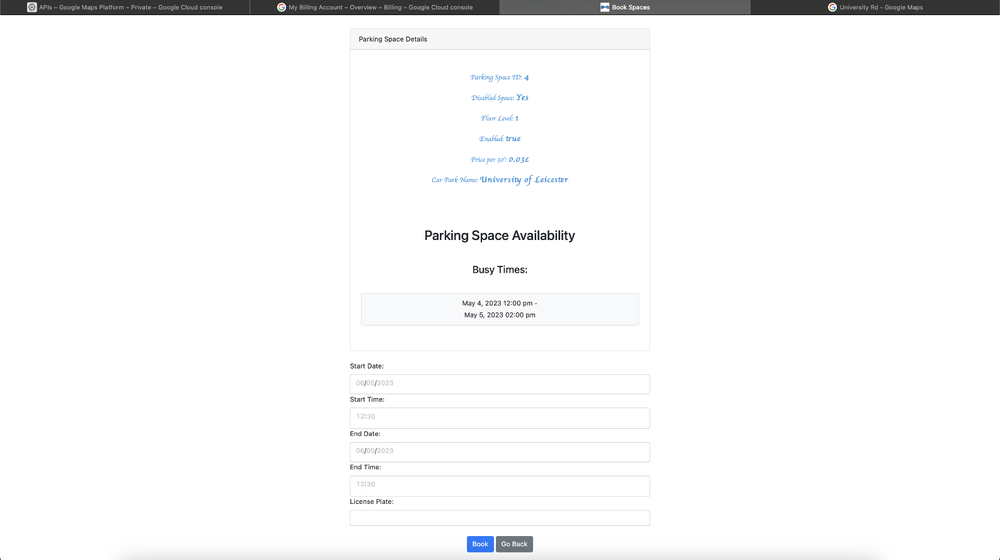 APIs – Google Maps Platform – Private – Google Cloud console
My Billing Account – Overview – Billing – Google Cloud console
Book Spaces
University Rd - Google Maps
Parking Space Details
Parking Space ID: 4
Disabled Space: Yes
Floor Level: 1
Enabled: true
Price per 30': 0.03£
Car Park Name: University of Leicester
Parking Space Availability
Busy Times:
May 4, 2023 12:00 pm -
May 5, 2023 02:00 pm
Start Date:
06/05/2023
Start Time:
12:30
End Date:
06/05/2023
End Time:
12:30
License Plate:
Book
Go Back